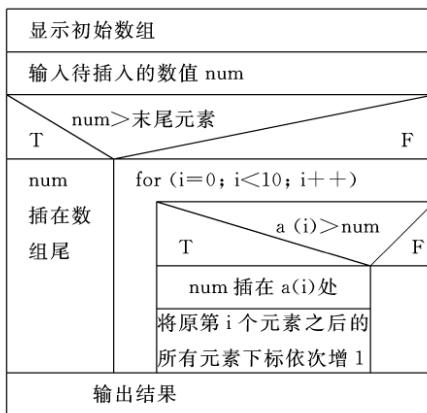 显示初始数组
输入待插入的数值 num
num>末尾元素
T
F
num
插在数
组尾
for (i=0; i<10; i++)
a (i)>num
T
F
num 插在 a(i)处
将原第 i 个元素之后的
所有元素下标依次增 1
输出结果